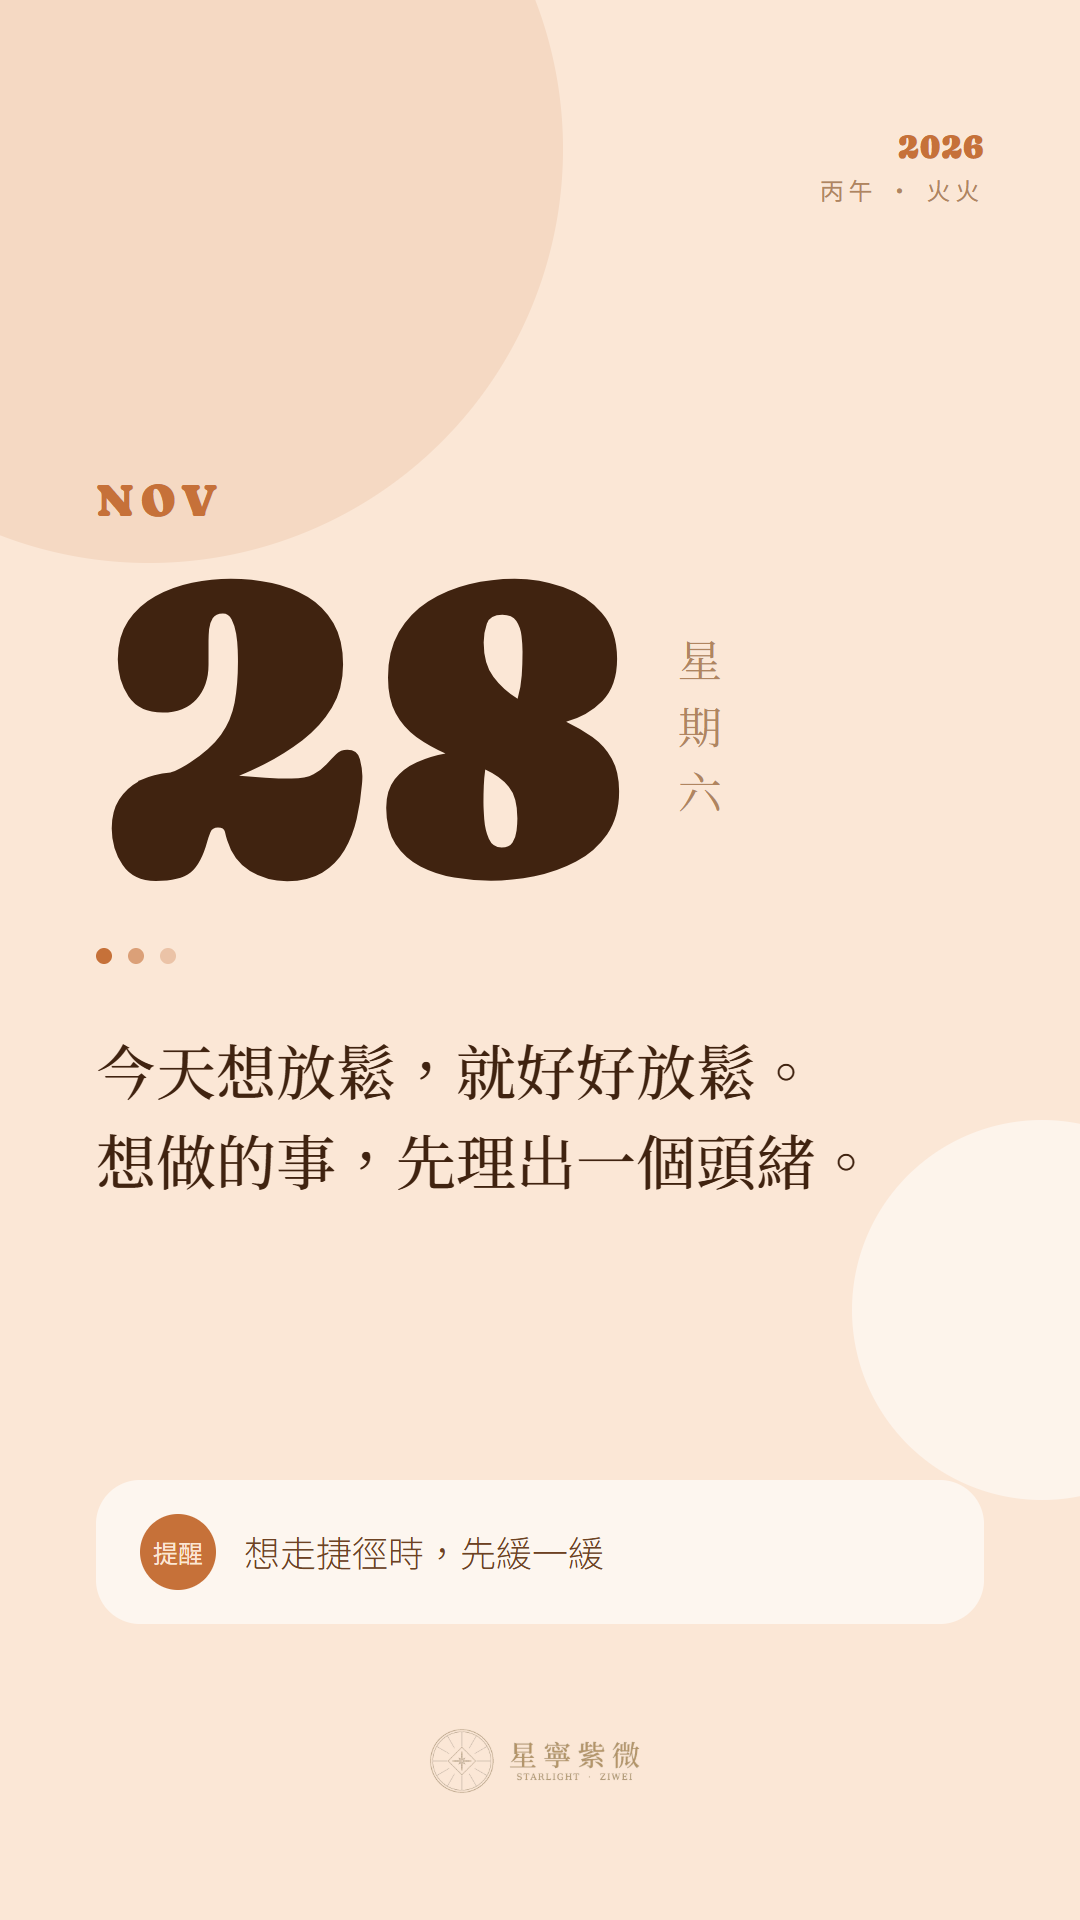 2026
丙午 · 火火
NOV
28
星期六
今天想放鬆，就好好放鬆。
想做的事，先理出一個頭緒。
提醒
想走捷徑時，先緩一緩
星寧紫微
STARLIGHT · ZIWEI